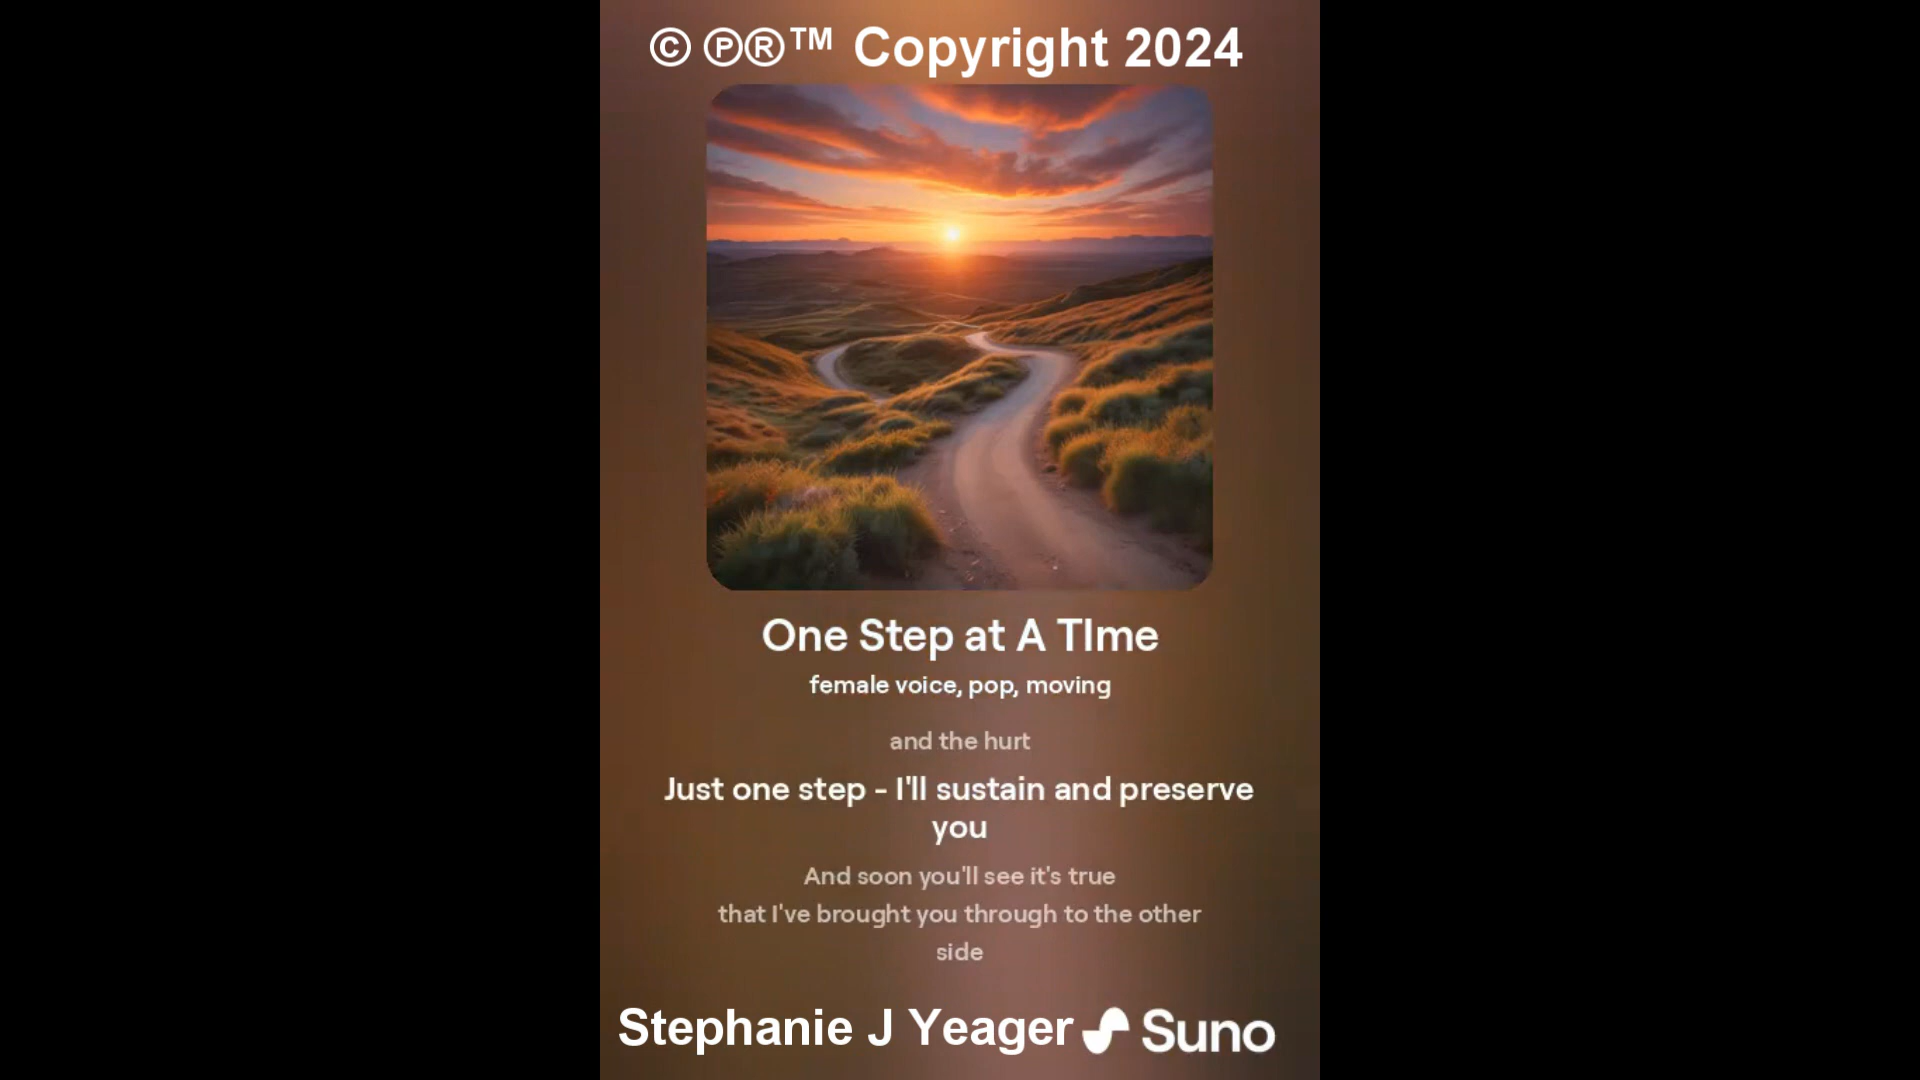 © ℗®™ Copyright 2024
One Step at A TIme
female voice, pop, moving
and the hurt
Just one step - I'll sustain and preserve
you
And soon you'll see it's true
that I've brought you through to the other
side
Stephanie J Yeager Suno